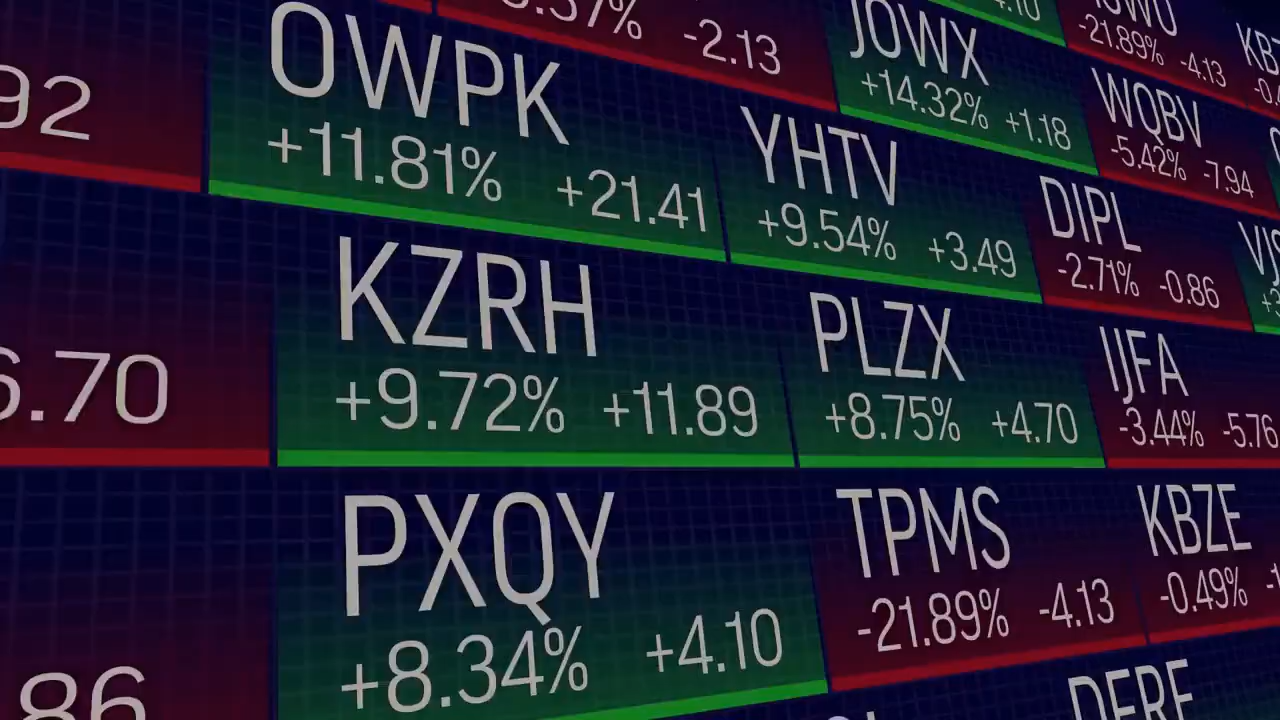 -2.13
+14.32% +1.18
JOWX
-21.89% -4.13
92
OWPK
+11.81% +21.41
YHTV
+9.54% +3.49
WQBV
-5.42% -7.94
DIPL
-2.71% -0.86
6.70
KZRH
+9.72% +11.89
PLZX
+8.75% +4.70
IJFA
-3.44% -5.76
86
PXQY
+8.34% +4.10
TPMS
-21.89% -4.13
KBZE
-0.49%